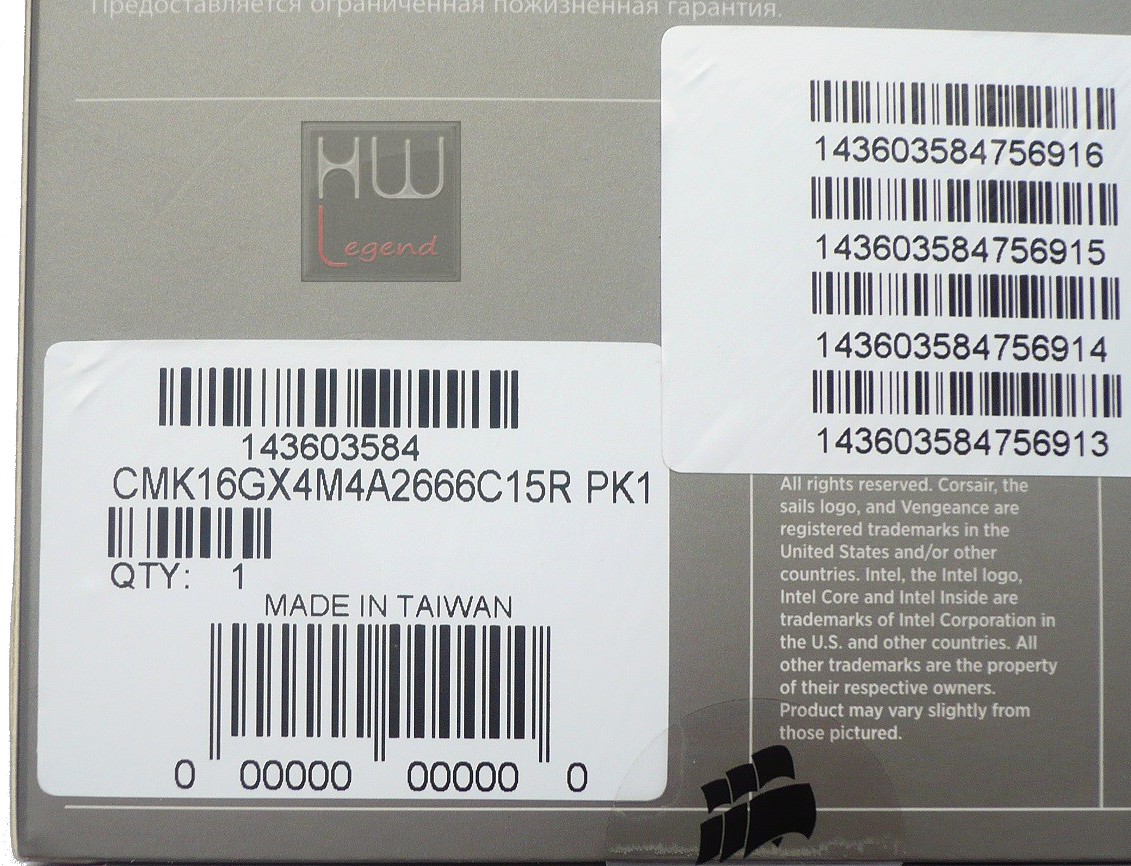 Предоставляется ограниченная пожизненная гарантия.
HW
Legend
143603584756916
143603584756915
143603584756914
143603584756913
143603584
CMK16GX4M4A2666C15R PK1
QTY: 1
MADE IN TAIWAN
0 00000 00000 0
All rights reserved. Corsair, the
sails logo, and Vengeance are
registered trademarks in the
United States and/or other
countries. Intel, the Intel logo,
Intel Core and Intel Inside are
trademarks of Intel Corporation in
the U.S. and other countries. All
other trademarks are the property
of their respective owners.
Product may vary slightly from
those pictured.